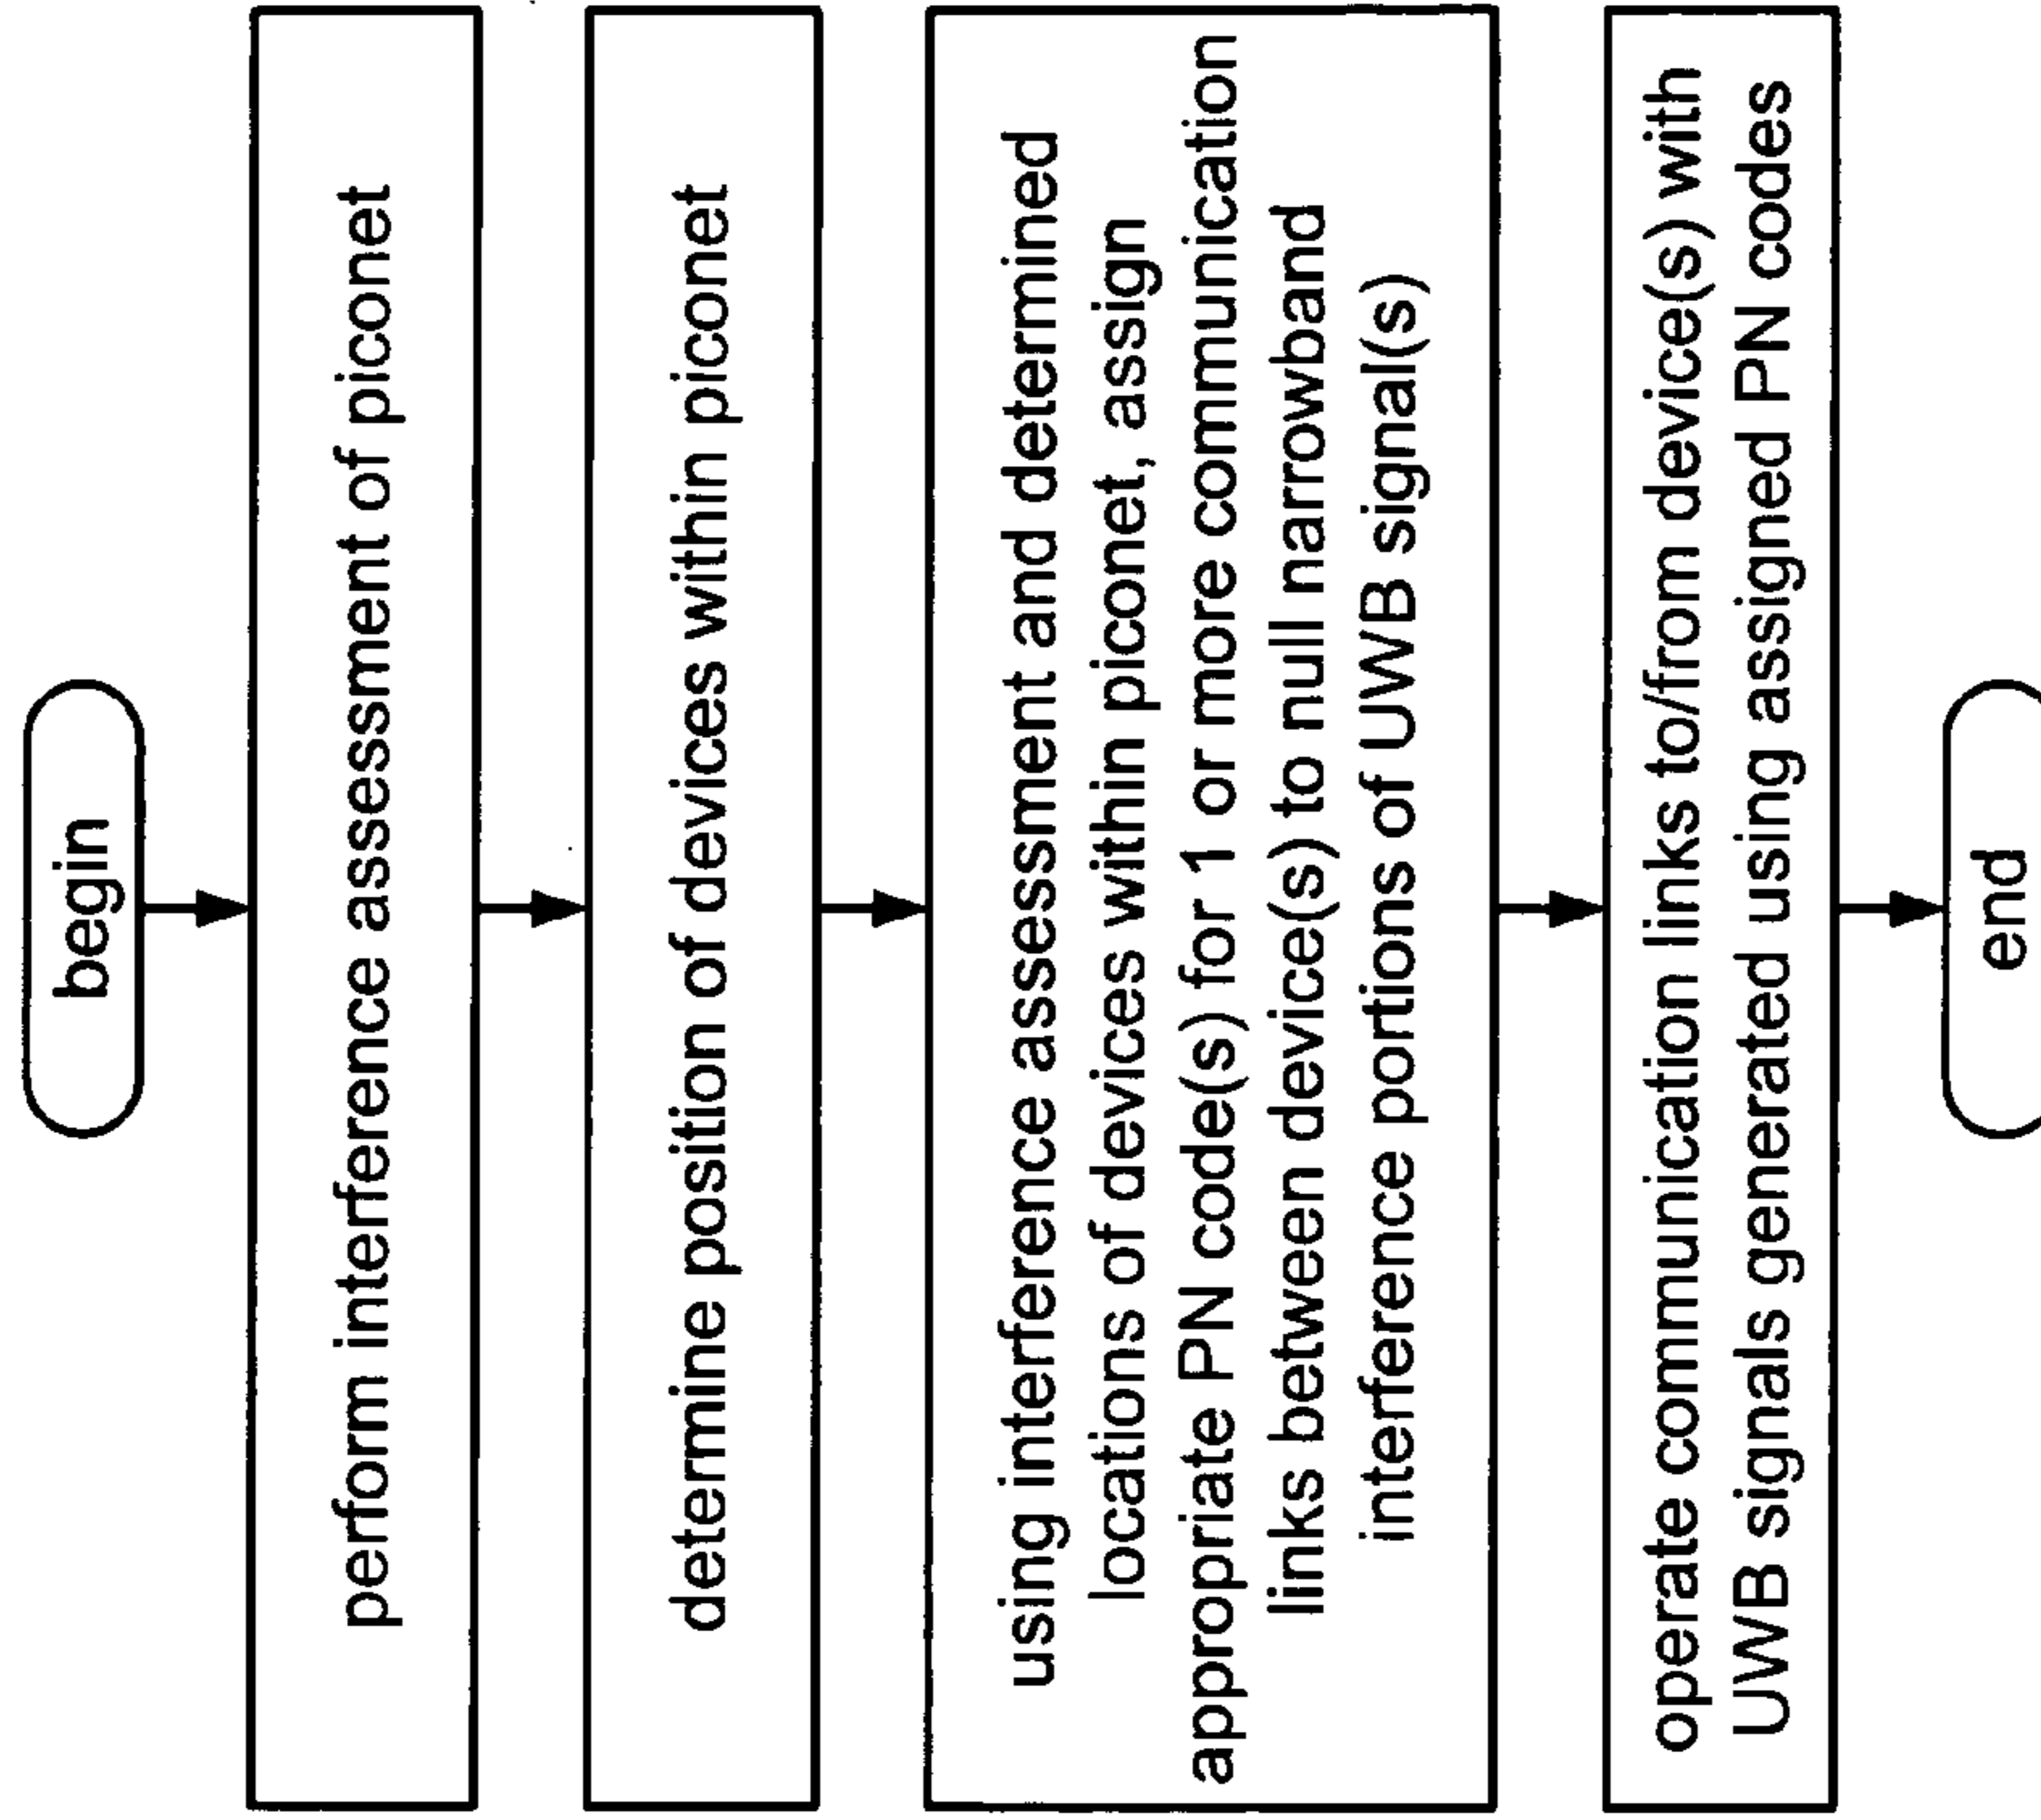 begin
perform interference assessment of piconet
determine position of devices within piconet
using interference assessment and determined
locations of devices within piconet, assign
appropriate PN code(s) for 1 or more communication
links between device(s) to null narrowband
interference portions of UWB signal(s)
operate communication links to/from device(s) with
UWB signals generated using assigned PN codes
end